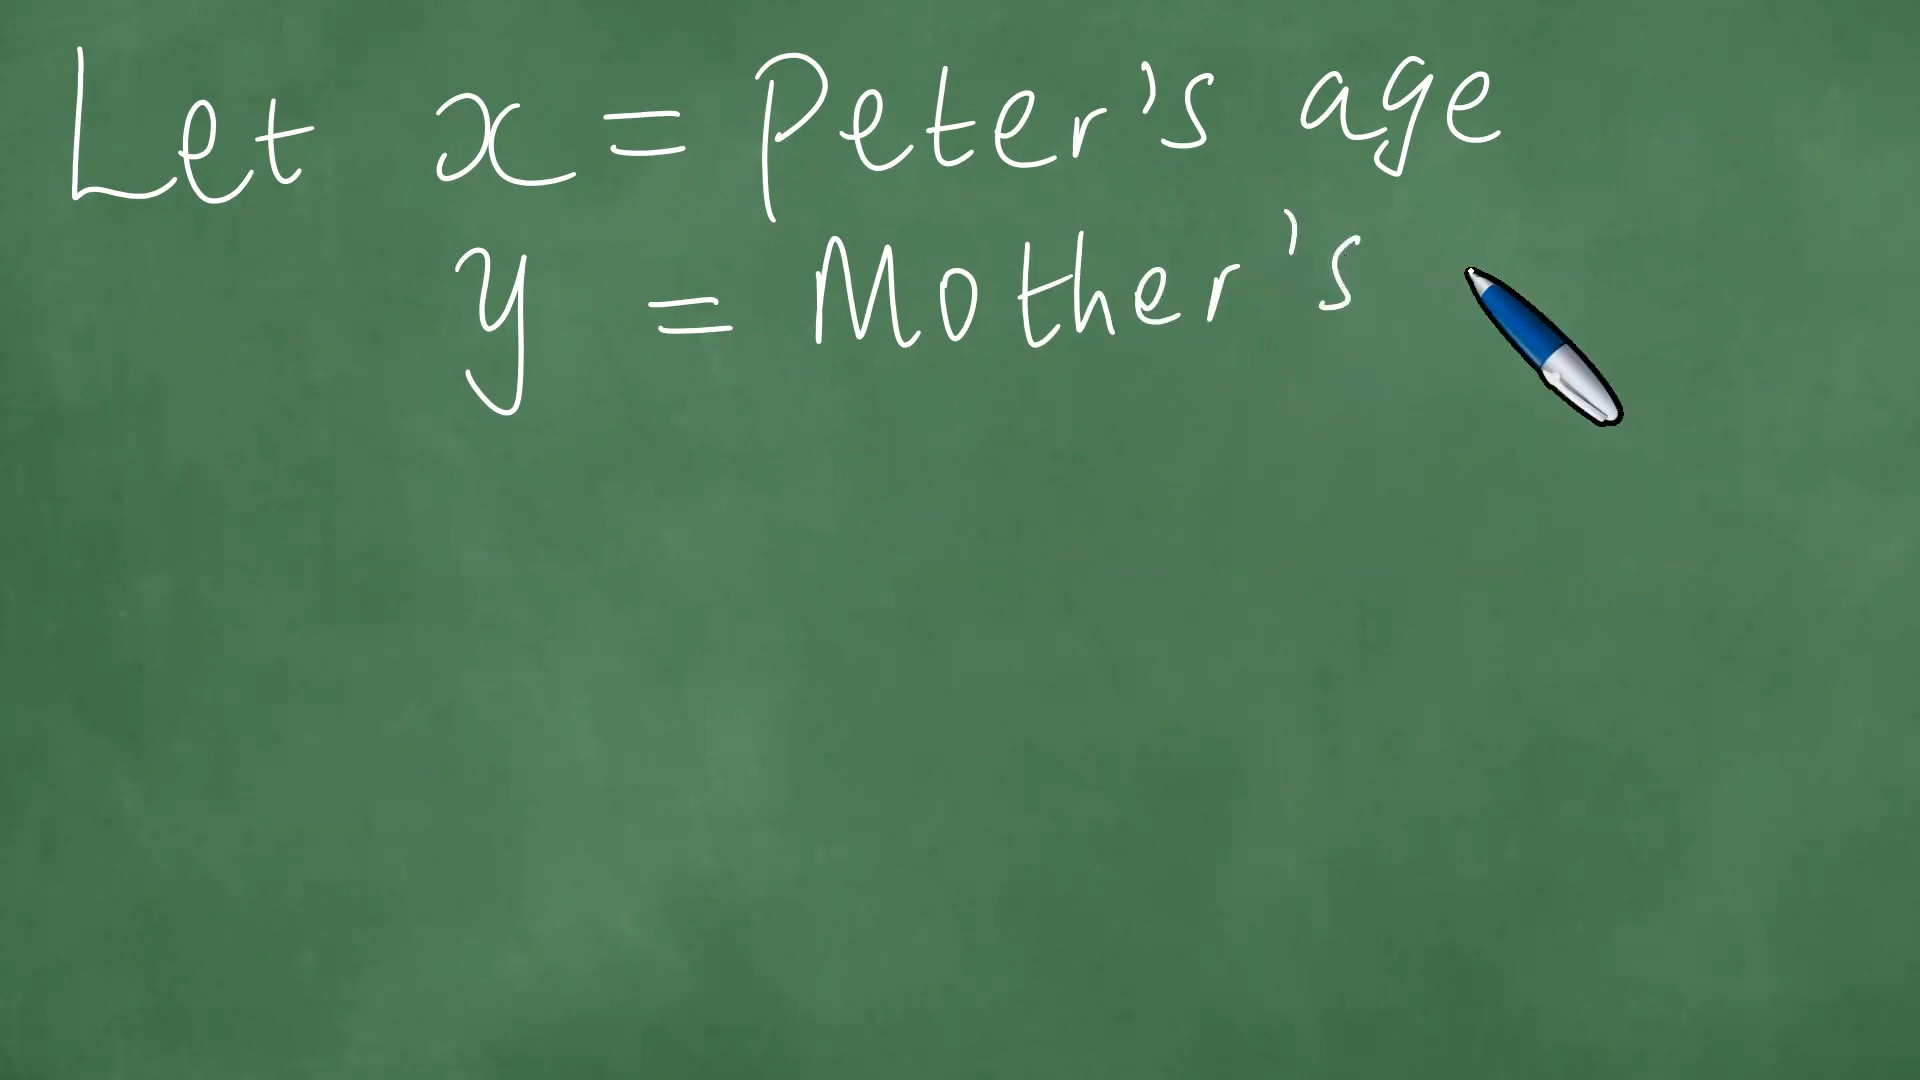 Let x = Peter's age
y = Mother's